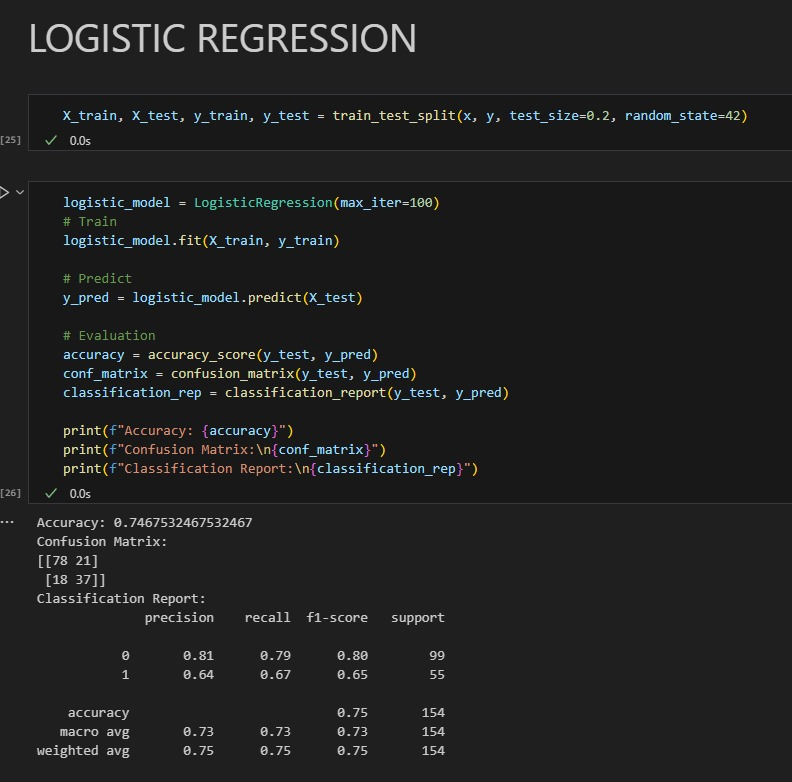 LOGISTIC REGRESSION
X_train, X_test, y_train, y_test = train_test_split(x, y, test_size=0.2, random_state=42)
[25] 0.0s
logistic_model = LogisticRegression(max_iter=100)
# Train
logistic_model.fit(X_train, y_train)
# Predict
y_pred = logistic_model.predict(X_test)
# Evaluation
accuracy = accuracy_score(y_test, y_pred)
conf_matrix = confusion_matrix(y_test, y_pred)
classification_rep = classification_report(y_test, y_pred)
print(f"Accuracy: {accuracy}")
print(f"Confusion Matrix:\n{conf_matrix}")
print(f"Classification Report:\n{classification_rep}")
[26] 0.0s
... Accuracy: 0.7467532467532467
Confusion Matrix:
[[78 21]
[18 37]]
Classification Report:
precision recall f1-score support
0 0.81 0.79 0.80 99
1 0.64 0.67 0.65 55
accuracy 0.75 154
macro avg 0.73 0.73 0.73 154
weighted avg 0.75 0.75 0.75 154